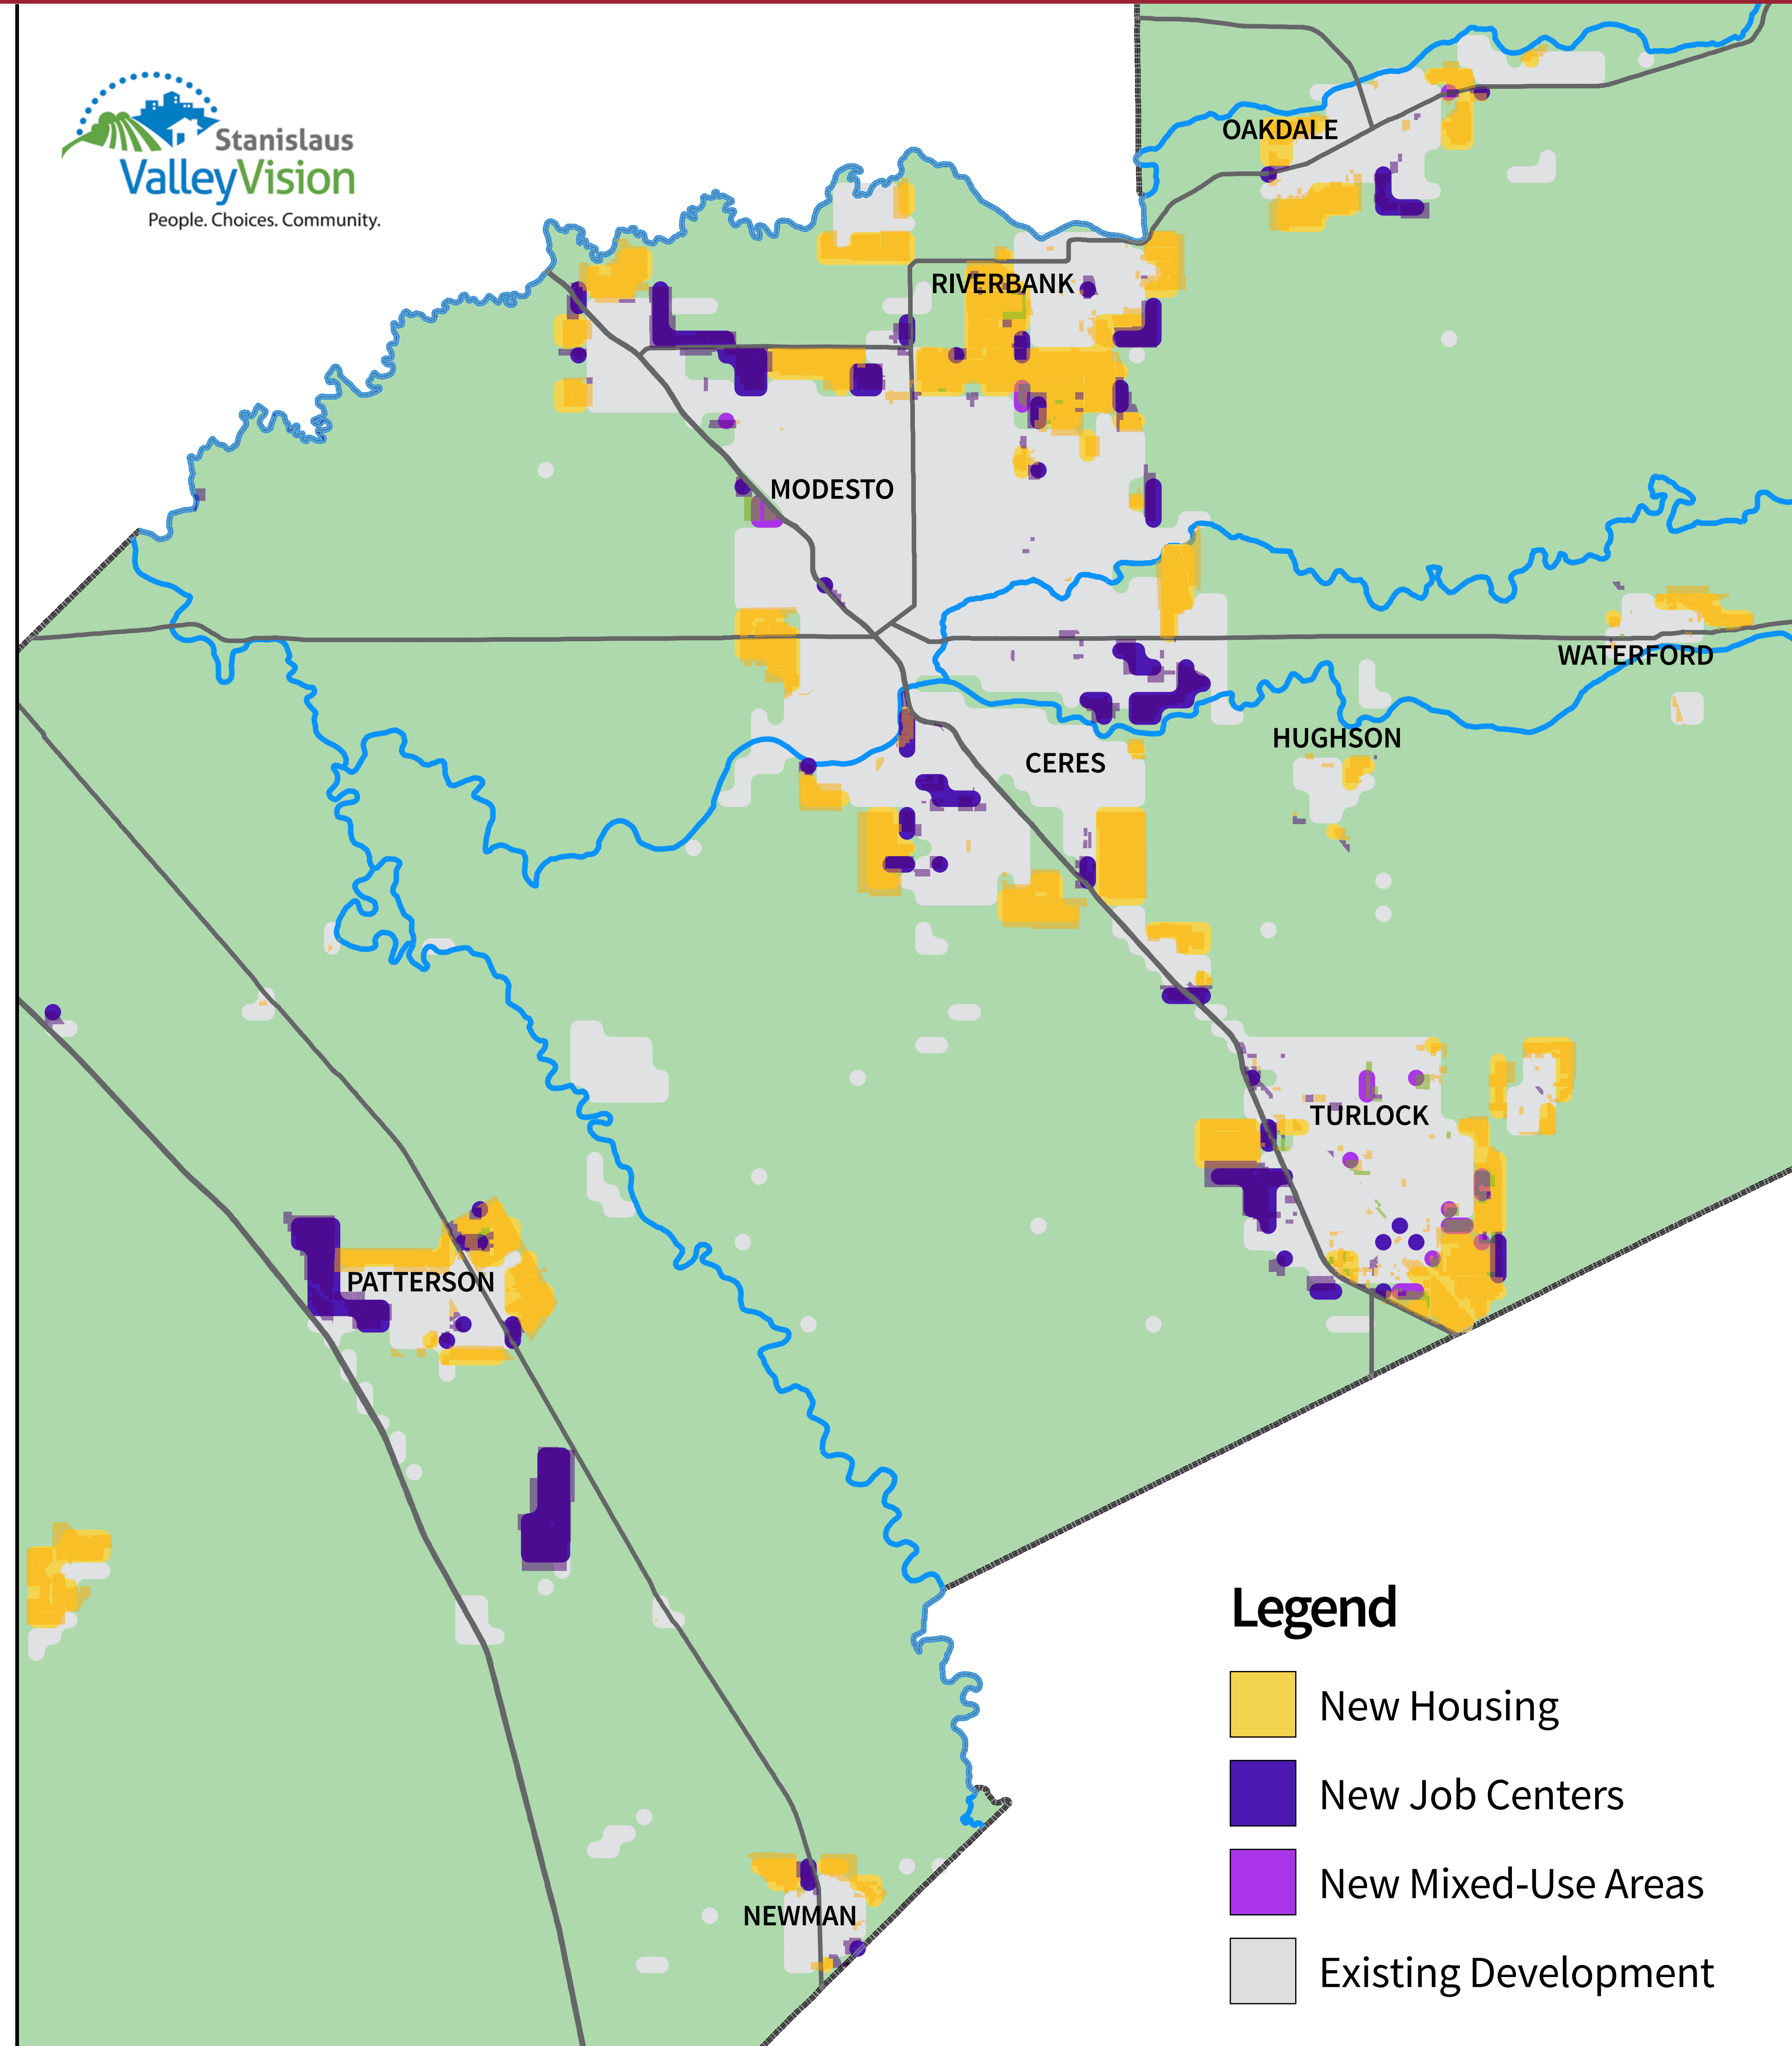 Stanislaus
ValleyVision
People. Choices. Community.
OAKDALE
RIVERBANK
MODESTO
WATERFORD
HUGHSON
CERES
TURLOCK
PATTERSON
NEWMAN
Legend
New Housing
New Job Centers
New Mixed-Use Areas
Existing Development